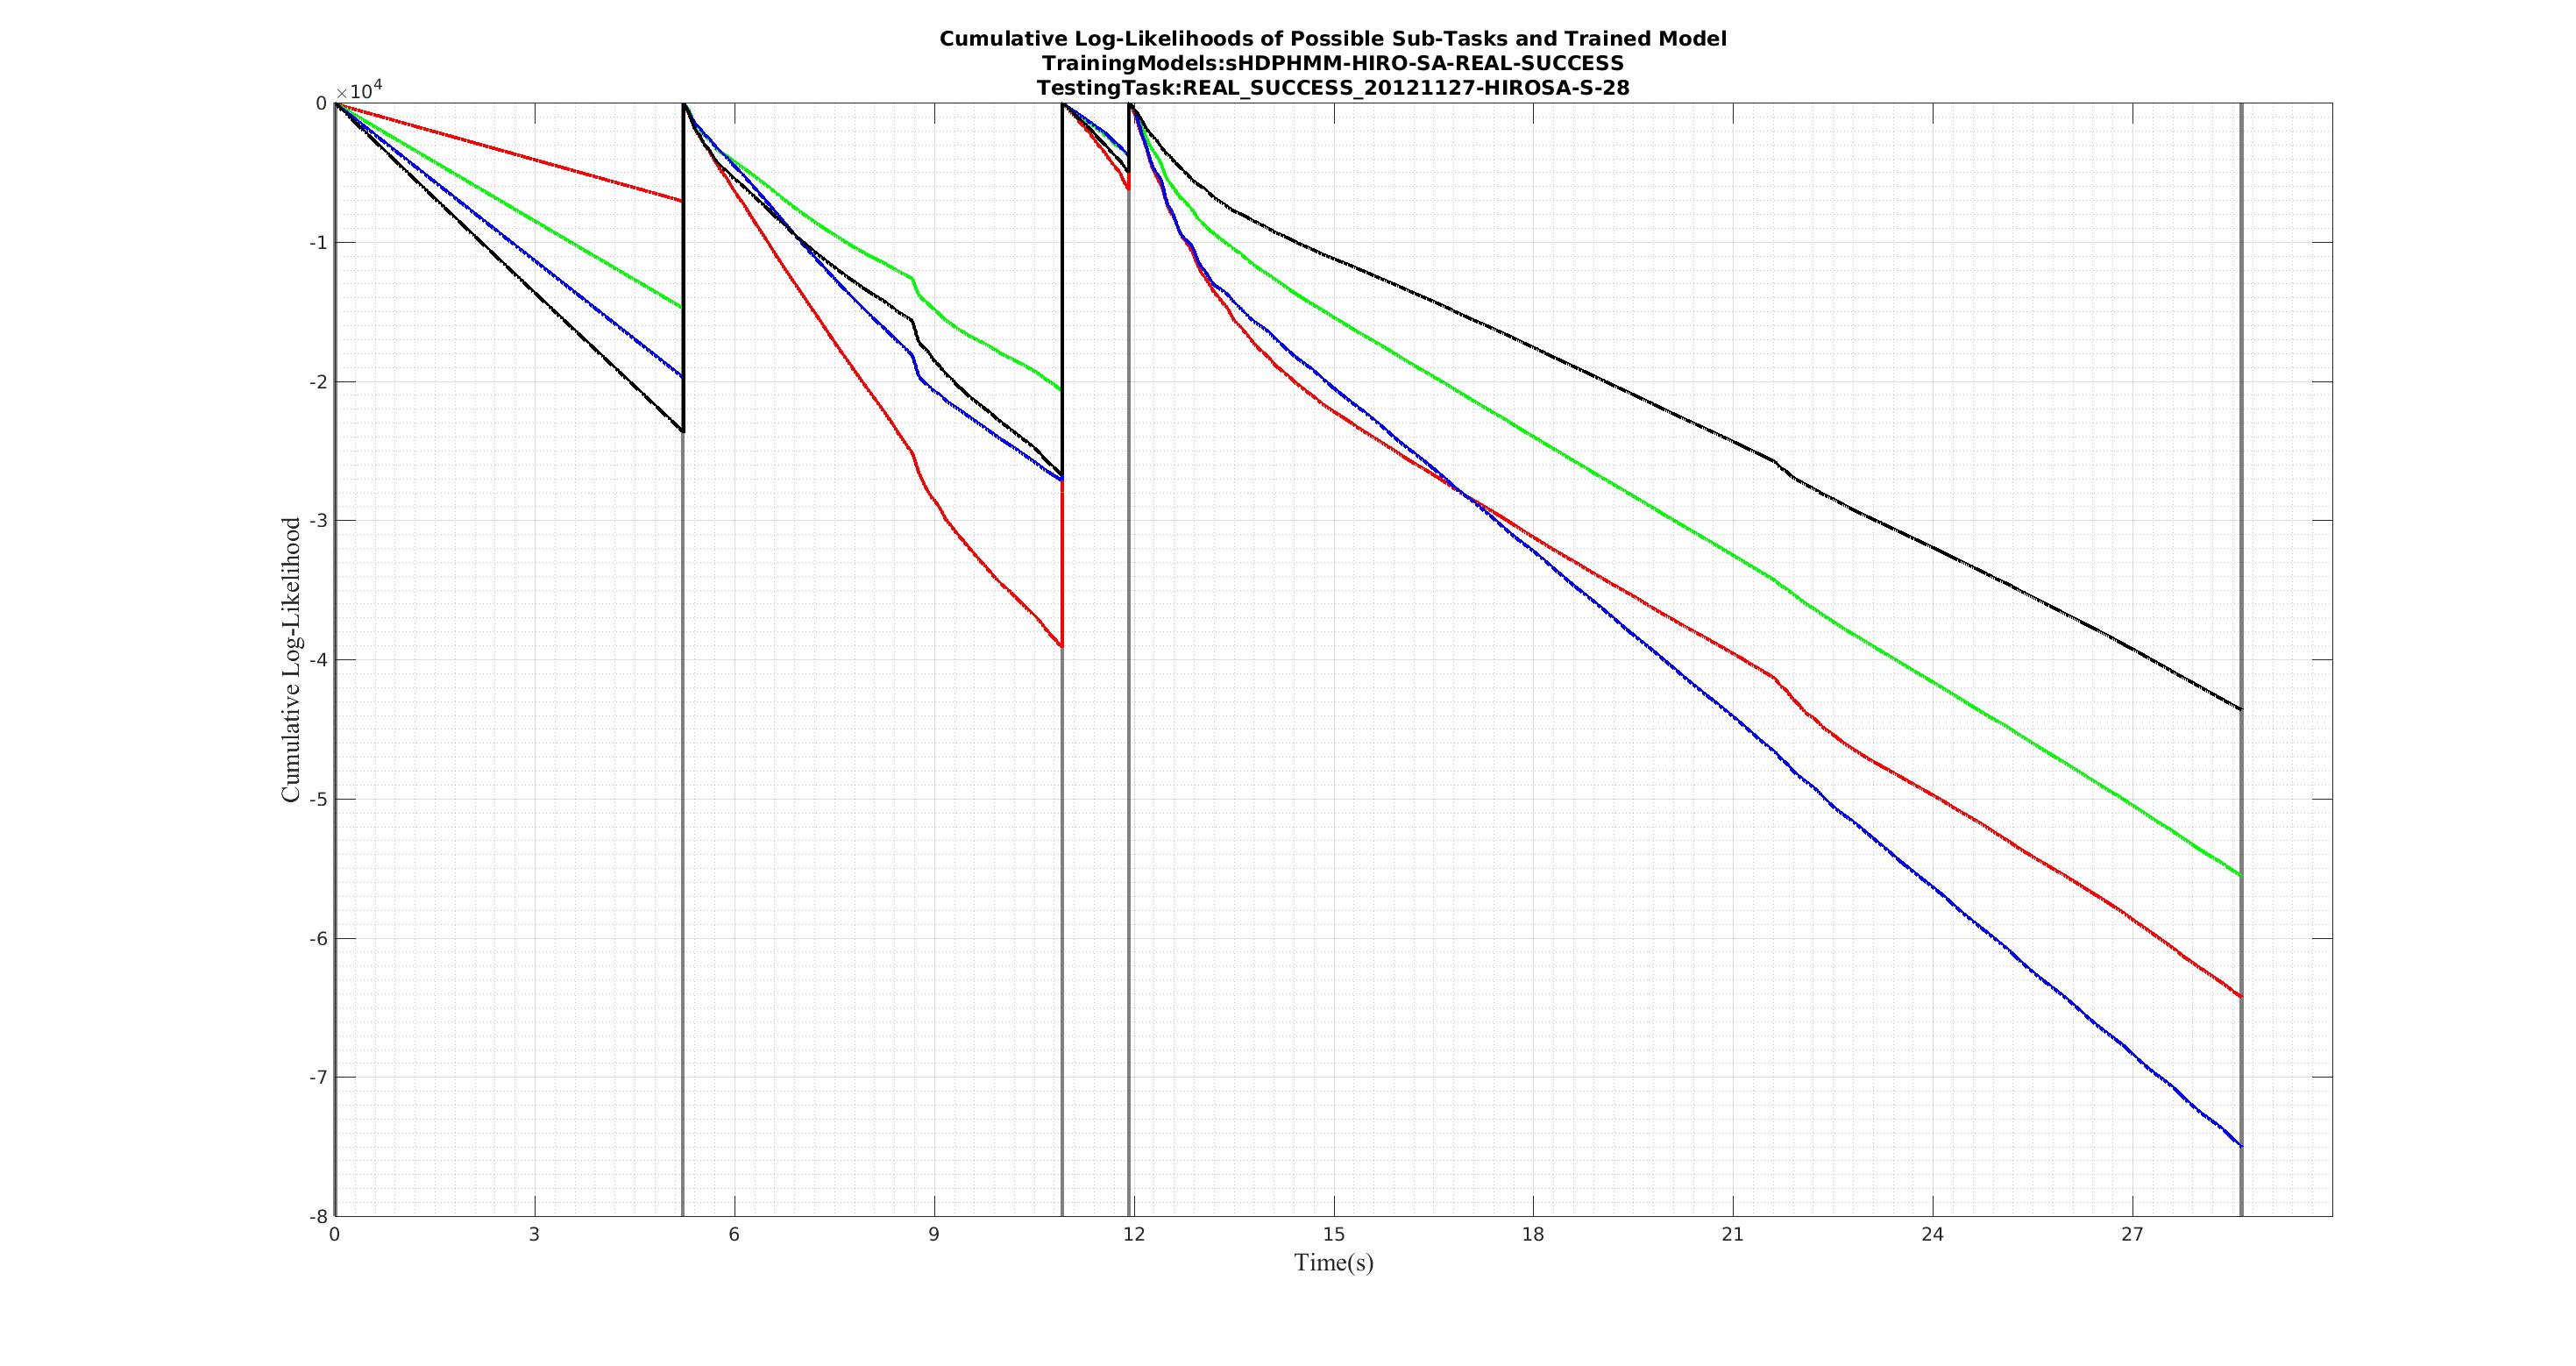 Cumulative Log-Likelihoods of Possible Sub-Tasks and Trained Model
TrainingModels:sHDPHMM-HIRO-SA-REAL-SUCCESS
TestingTask:REAL_SUCCESS_20121127-HIROSA-S-28
×10⁴
0
-1
-2
-3
-4
-5
-6
-7
-8
Cumulative Log-Likelihood
0 3 6 9 12 15 18 21 24 27
Time(s)